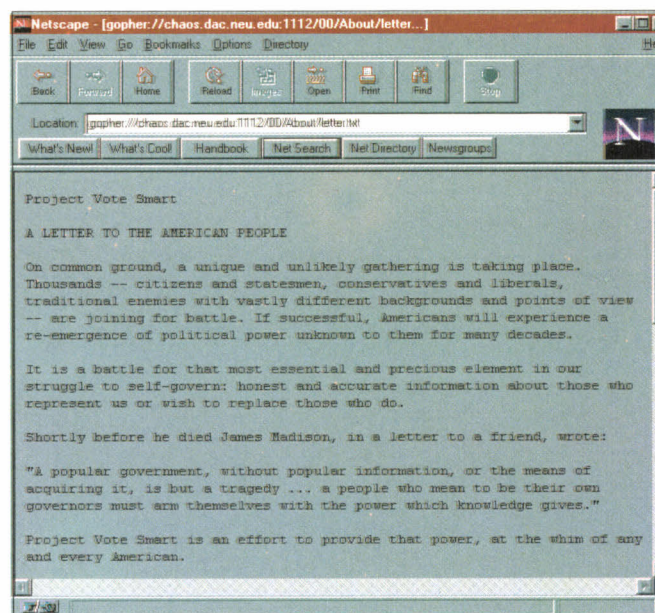 Netscape - [gopher://chaos.dac.neu.edu:1112/00/About/letter...]
File Edit View Go Bookmarks Options Directory He
Back Forward Home Reload Images Open Print Find Stop
Location: gopher://chaos.dac.neu.edu:1112/00/About/letter.txt
What's New! What's Cool! Handbook Net Search Net Directory Newsgroups
N
Project Vote Smart
A LETTER TO THE AMERICAN PEOPLE
On common ground, a unique and unlikely gathering is taking place.
Thousands -- citizens and statesmen, conservatives and liberals,
traditional enemies with vastly different backgrounds and points of view
-- are joining for battle. If successful, Americans will experience a
re-emergence of political power unknown to them for many decades.
It is a battle for that most essential and precious element in our
struggle to self-govern: honest and accurate information about those who
represent us or wish to replace those who do.
Shortly before he died James Madison, in a letter to a friend, wrote:
"A popular government, without popular information, or the means of
acquiring it, is but a tragedy ... a people who mean to be their own
governors must arm themselves with the power which knowledge gives."
Project Vote Smart is an effort to provide that power, at the whim of any
and every American.